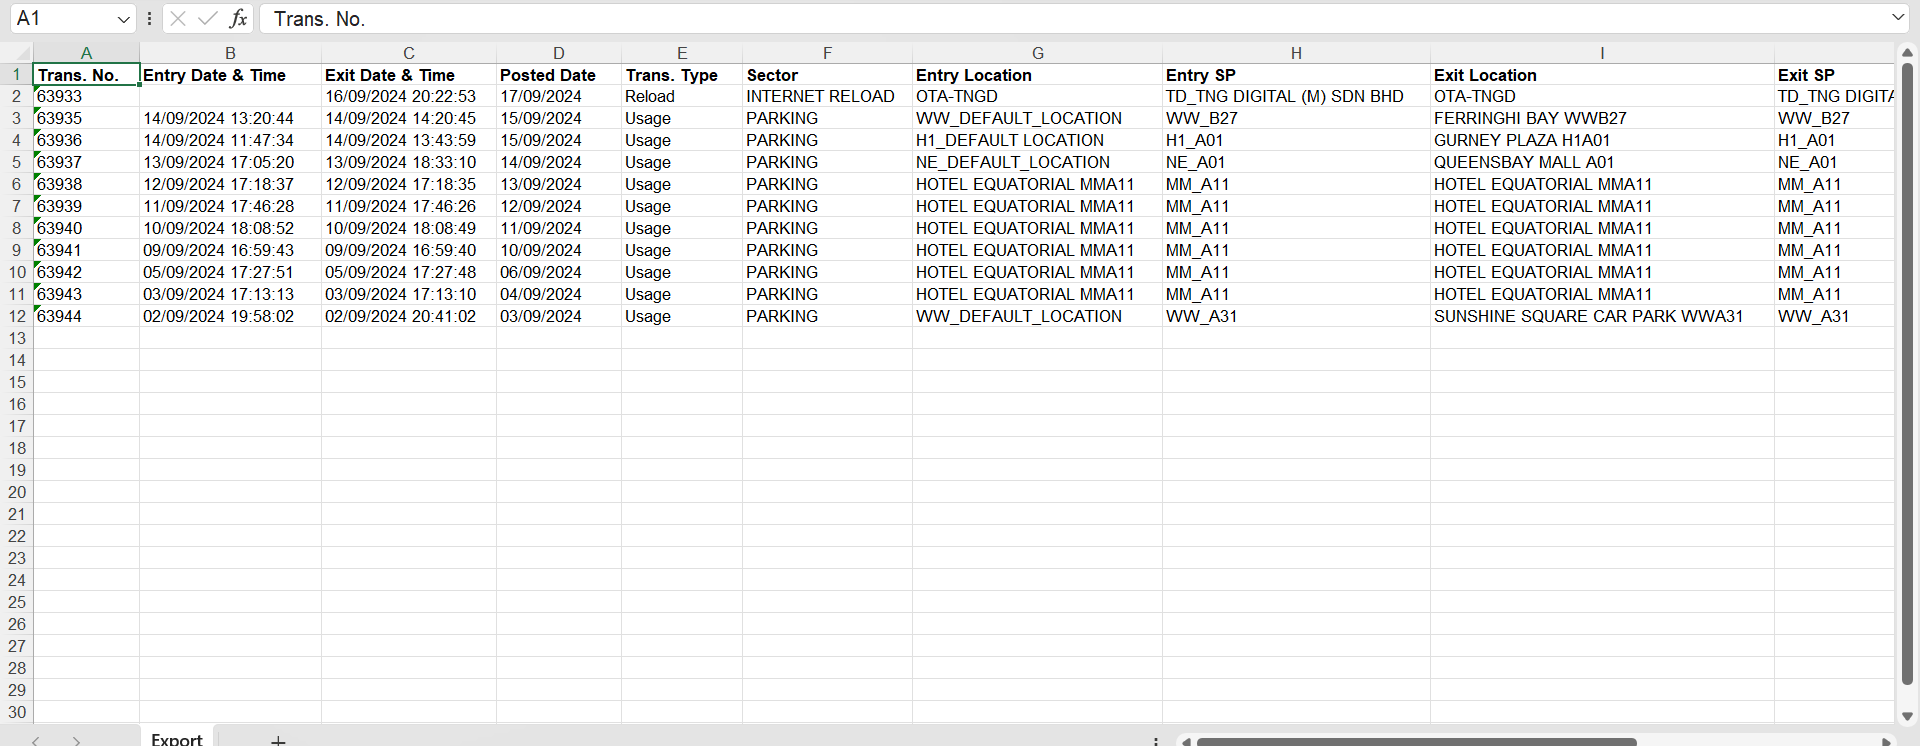 A1 fx Trans. No.
A B C D E F G H I
1 Trans. No. Entry Date & Time Exit Date & Time Posted Date Trans. Type Sector Entry Location Entry SP Exit Location Exit SP
2 63933 16/09/2024 20:22:53 17/09/2024 Reload INTERNET RELOAD OTA-TNGD TD_TNG DIGITAL (M) SDN BHD OTA-TNGD TD_TNG DIGITA
3 63935 14/09/2024 13:20:44 14/09/2024 14:20:45 15/09/2024 Usage PARKING WW_DEFAULT_LOCATION WW_B27 FERRINGHI BAY WWB27 WW_B27
4 63936 14/09/2024 11:47:34 14/09/2024 13:43:59 15/09/2024 Usage PARKING H1_DEFAULT LOCATION H1_A01 GURNEY PLAZA H1A01 H1_A01
5 63937 13/09/2024 17:05:20 13/09/2024 18:33:10 14/09/2024 Usage PARKING NE_DEFAULT_LOCATION NE_A01 QUEENSBAY MALL A01 NE_A01
6 63938 12/09/2024 17:18:37 12/09/2024 17:18:35 13/09/2024 Usage PARKING HOTEL EQUATORIAL MMA11 MM_A11 HOTEL EQUATORIAL MMA11 MM_A11
7 63939 11/09/2024 17:46:28 11/09/2024 17:46:26 12/09/2024 Usage PARKING HOTEL EQUATORIAL MMA11 MM_A11 HOTEL EQUATORIAL MMA11 MM_A11
8 63940 10/09/2024 18:08:52 10/09/2024 18:08:49 11/09/2024 Usage PARKING HOTEL EQUATORIAL MMA11 MM_A11 HOTEL EQUATORIAL MMA11 MM_A11
9 63941 09/09/2024 16:59:43 09/09/2024 16:59:40 10/09/2024 Usage PARKING HOTEL EQUATORIAL MMA11 MM_A11 HOTEL EQUATORIAL MMA11 MM_A11
10 63942 05/09/2024 17:27:51 05/09/2024 17:27:48 06/09/2024 Usage PARKING HOTEL EQUATORIAL MMA11 MM_A11 HOTEL EQUATORIAL MMA11 MM_A11
11 63943 03/09/2024 17:13:13 03/09/2024 17:13:10 04/09/2024 Usage PARKING HOTEL EQUATORIAL MMA11 MM_A11 HOTEL EQUATORIAL MMA11 MM_A11
12 63944 02/09/2024 19:58:02 02/09/2024 20:41:02 03/09/2024 Usage PARKING WW_DEFAULT_LOCATION WW_A31 SUNSHINE SQUARE CAR PARK WWA31 WW_A31
13
14
15
16
17
18
19
20
21
22
23
24
25
26
27
28
29
30
Export